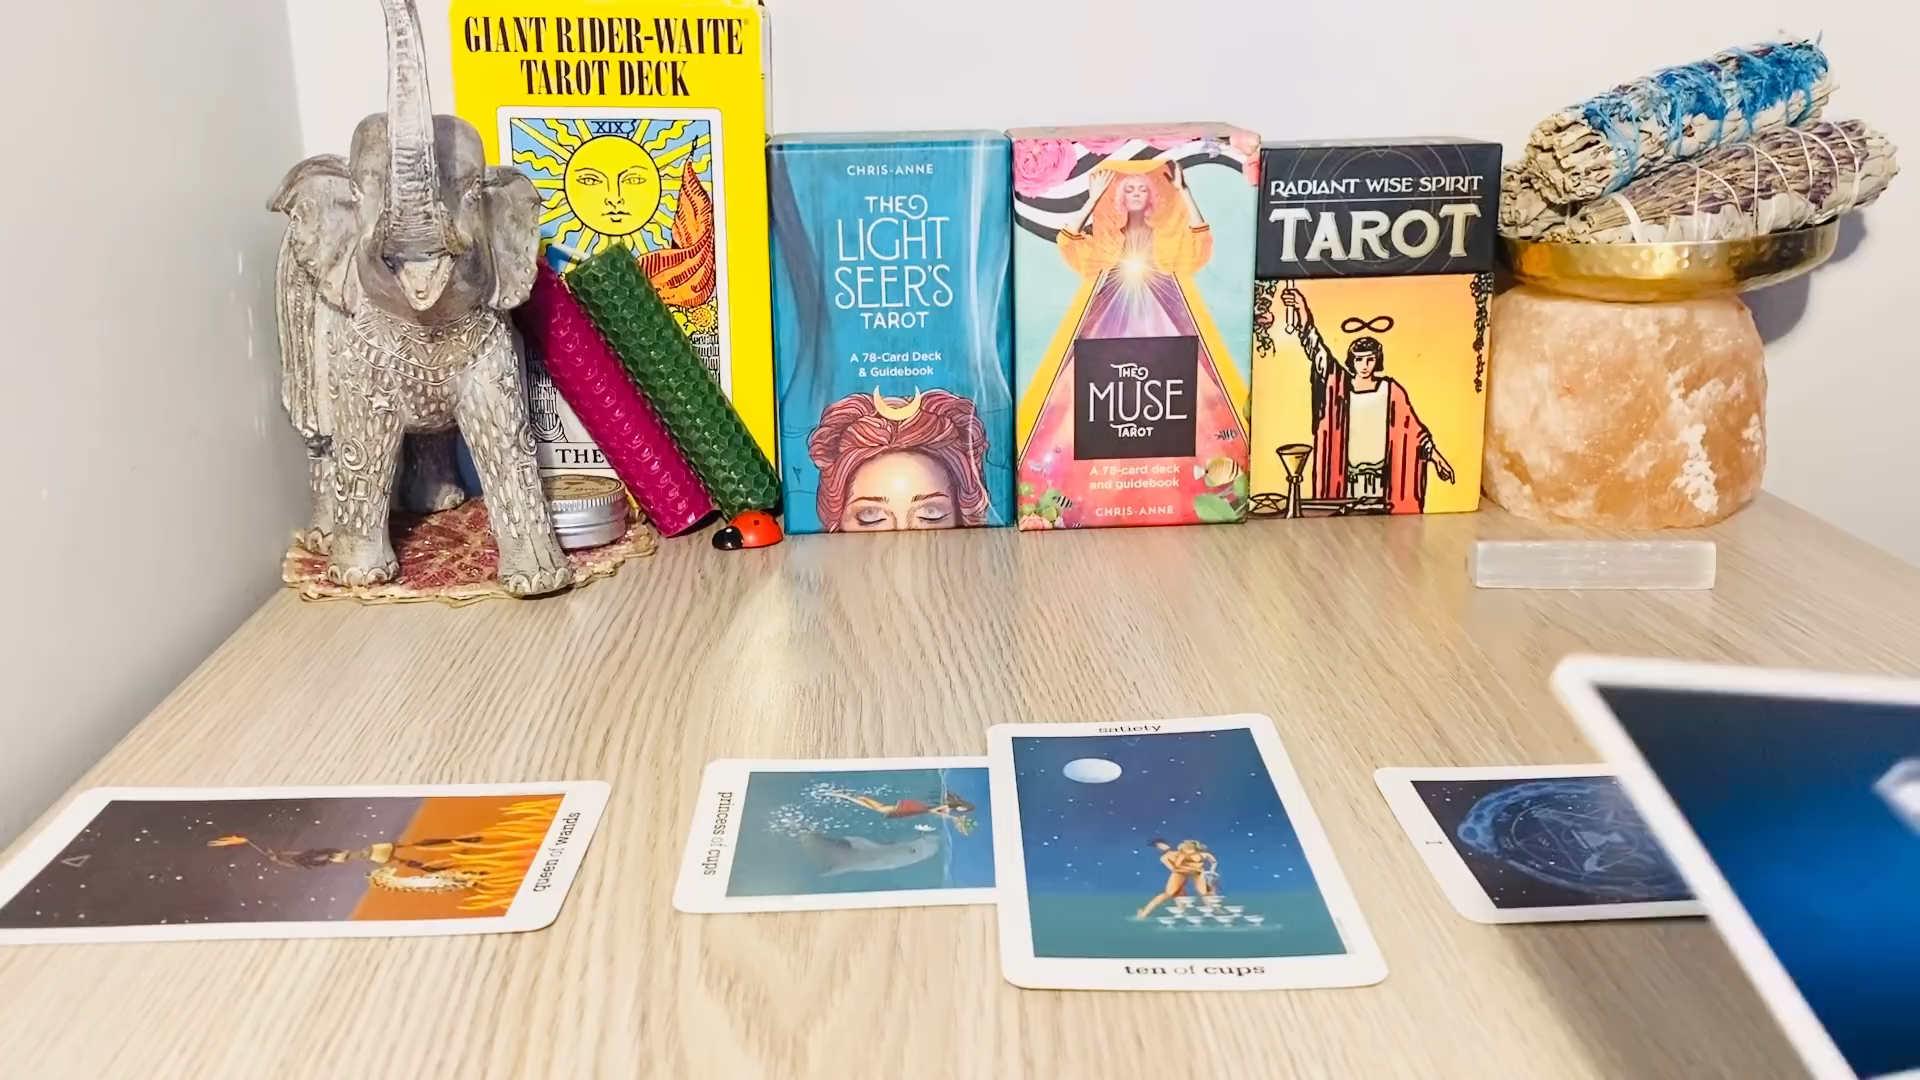 GIANT RIDER-WAITE
TAROT DECK
XIX
THE
CHRIS-ANNE
THE
LIGHT
SEER'S
TAROT
A 78-Card Deck
& Guidebook
THE
MUSE
TAROT
A 78-card deck
and guidebook
CHRIS-ANNE
RADIANT WISE SPIRIT
TAROT
queen of wands
princess of cups
satiety
ten of cups
1